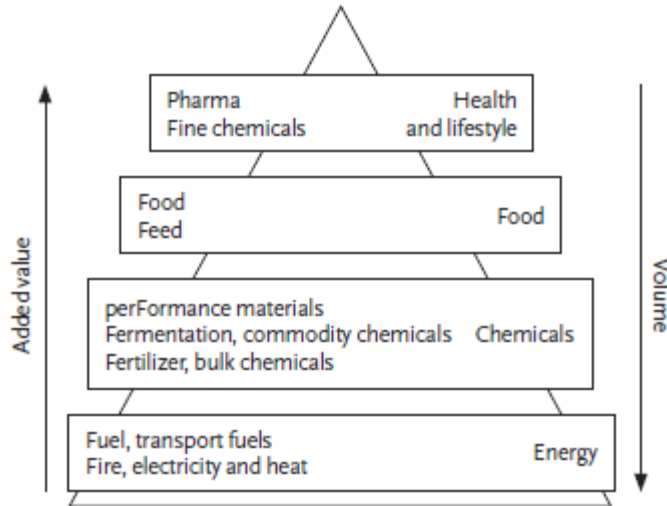 Pharma
Fine chemicals
Health
and lifestyle
Food
Feed
Food
perFormance materials
Fermentation, commodity chemicals
Fertilizer, bulk chemicals
Chemicals
Fuel, transport fuels
Fire, electricity and heat
Energy
Added value
Volume